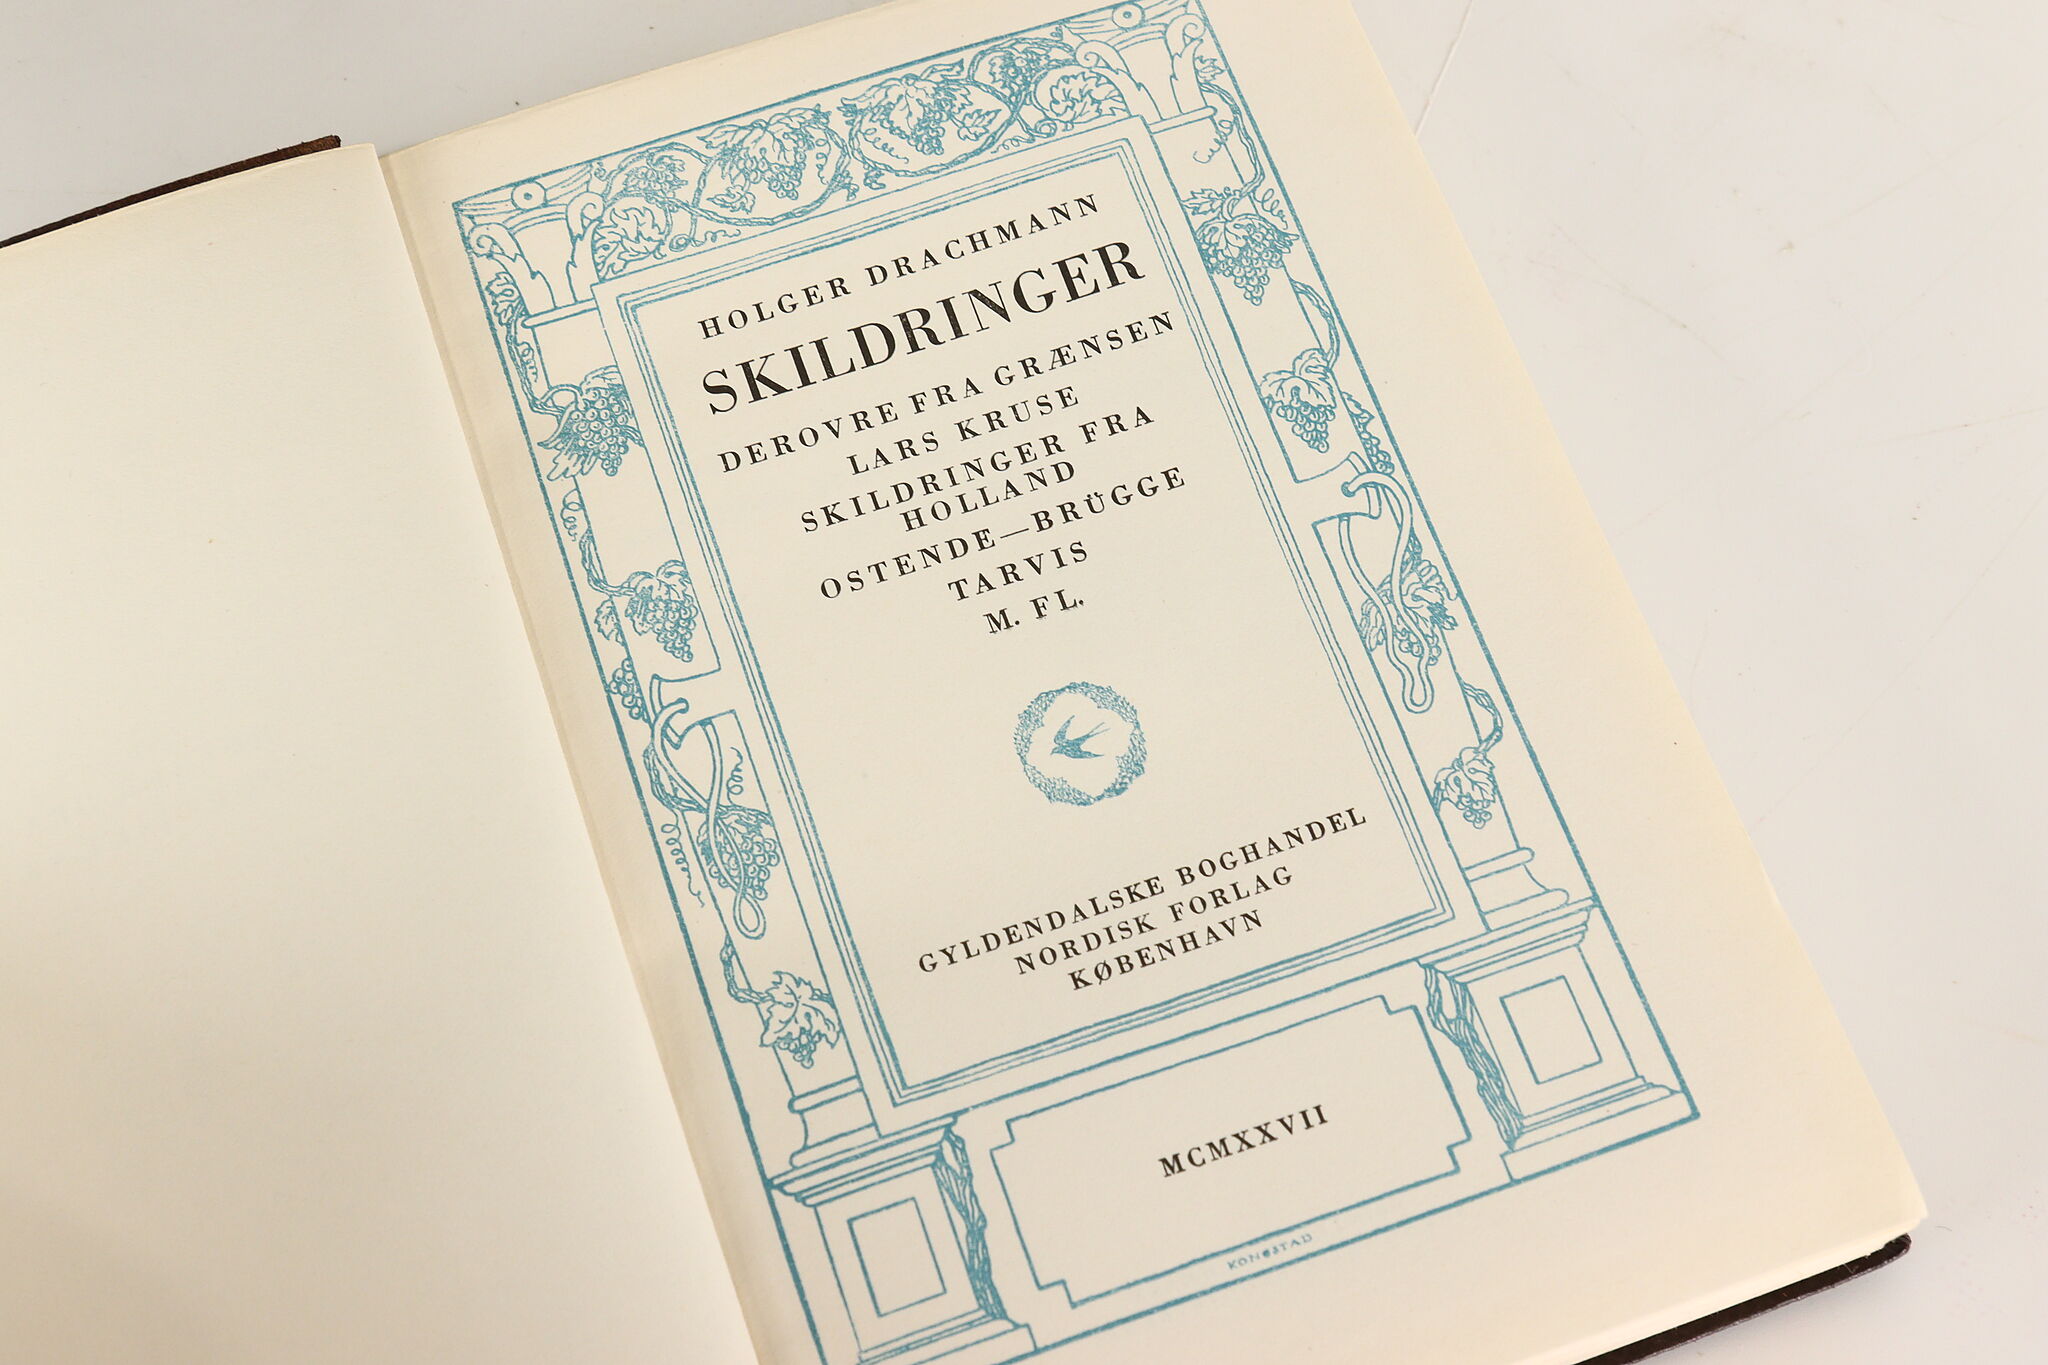 HOLGER DRACHMANN
SKILDRINGER
DEROVRE FRA GRÆNSEN
LARS KRUSE
SKILDRINGER FRA
HOLLAND
OSTENDE—BRÜGGE
TARVIS
M. FL.
GYLDENDALSKE BOGHANDEL
NORDISK FORLAG
KØBENHAVN
MCMXXVII
KONGSTAD